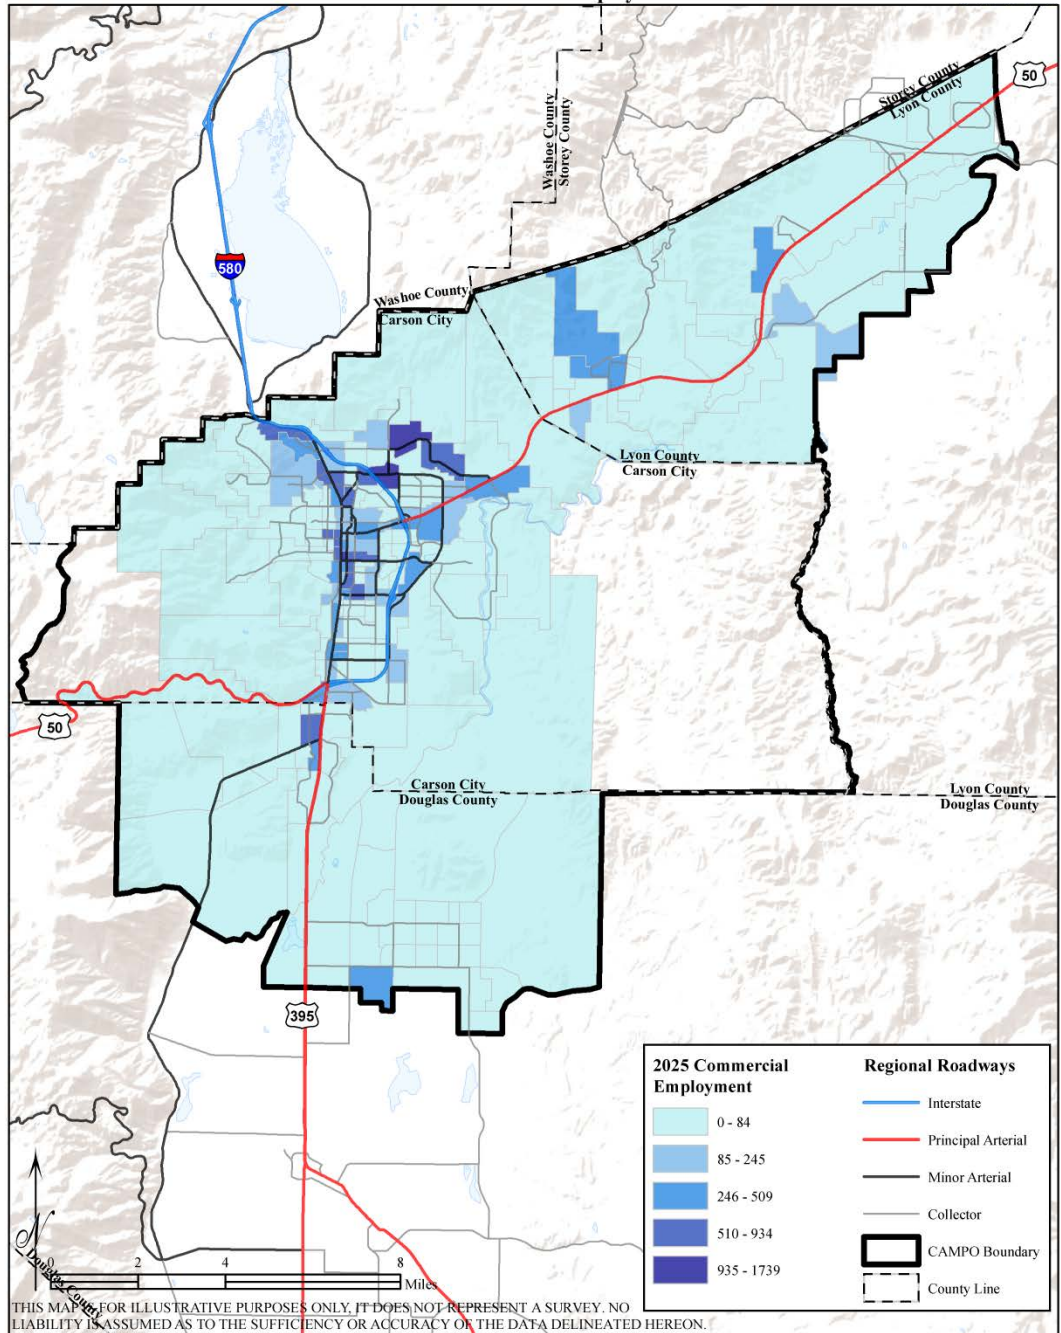 Washoe County
Storey County
Storey County
Lyon County
50
580
Washoe County
Carson City
Lyon County
Carson City
50
Carson City
Douglas County
Lyon County
Douglas County
395
2025 Commercial
Employment
0 - 84
85 - 245
246 - 509
510 - 934
935 - 1739
Regional Roadways
Interstate
Principal Arterial
Minor Arterial
Collector
CAMPO Boundary
County Line
N
Douglas County
0 2 4 8
Miles
THIS MAP IS FOR ILLUSTRATIVE PURPOSES ONLY, IT DOES NOT REPRESENT A SURVEY. NO
LIABILITY IS ASSUMED AS TO THE SUFFICIENCY OR ACCURACY OF THE DATA DELINEATED HEREON.